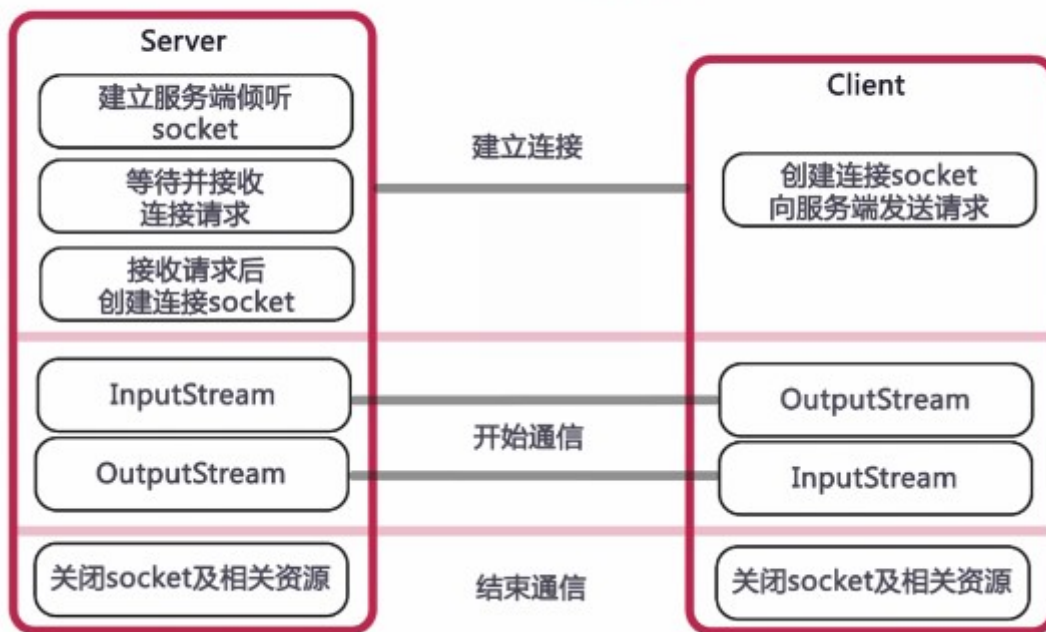 Server
建立服务端倾听
socket
等待并接收
连接请求
接收请求后
创建连接socket
建立连接
Client
创建连接socket
向服务端发送请求
InputStream
OutputStream
开始通信
OutputStream
InputStream
关闭socket及相关资源
结束通信
关闭socket及相关资源